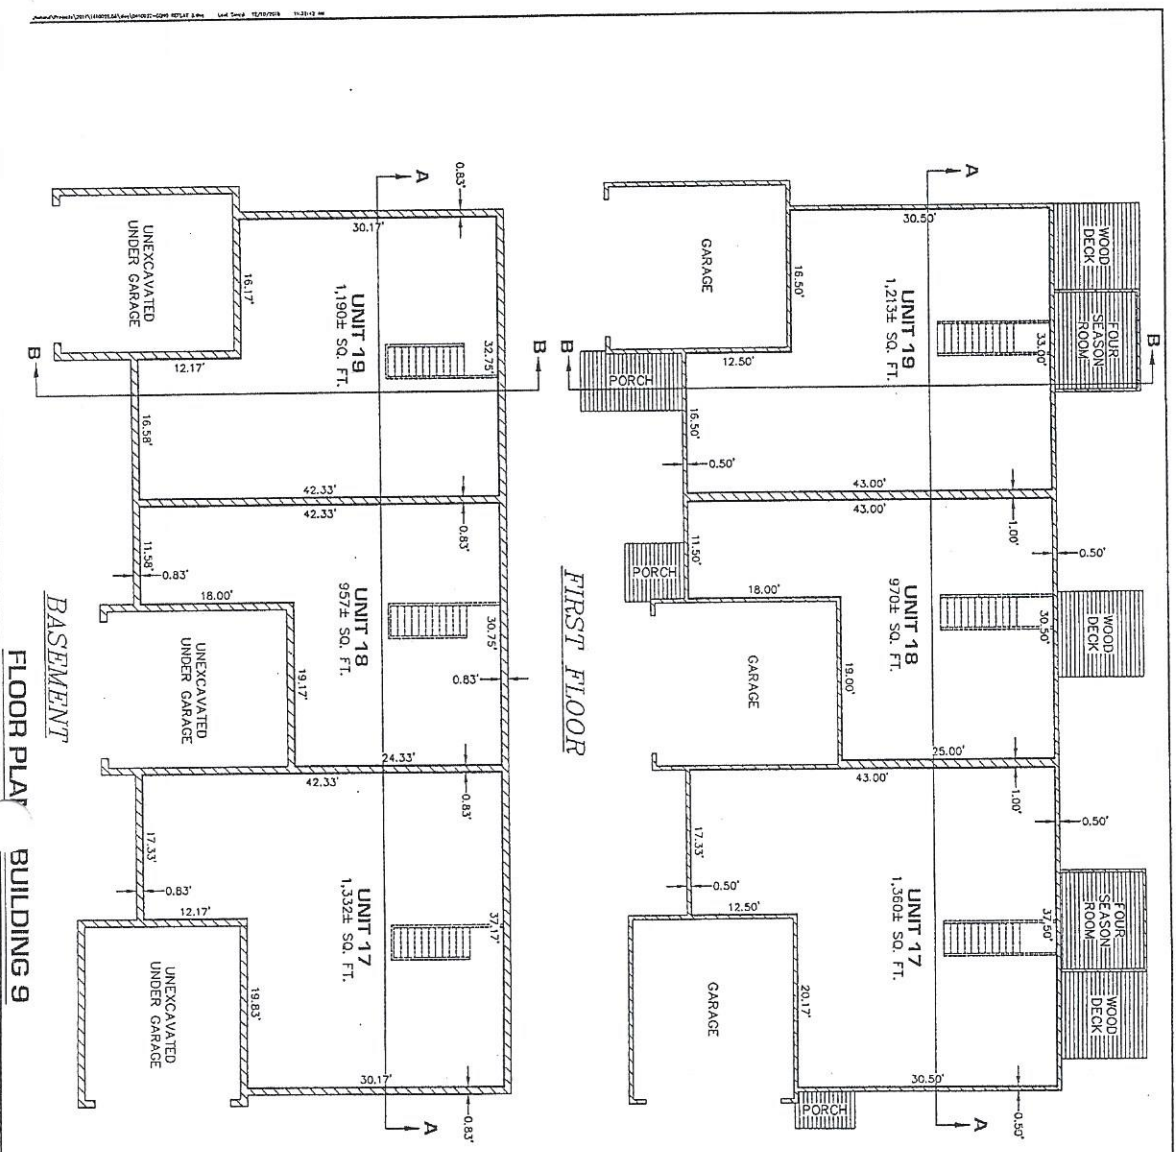 Last Saved: 12/10/2018
FIRST FLOOR
WOOD
DECK
FOUR
SEASON
ROOM
B
WOOD
DECK
FOUR
SEASON
ROOM
WOOD
DECK
A
30.50'
33.00'
43.00'
43.00'
1.00'
0.50'
30.50'
25.00'
43.00'
1.00'
0.50'
37.50'
30.50'
0.50'
A
UNIT 19
1,213± SQ. FT.
UNIT 18
970± SQ. FT.
UNIT 17
1,360± SQ. FT.
16.50'
12.50'
18.00'
19.00'
12.50'
20.17'
GARAGE
GARAGE
GARAGE
PORCH
16.50'
0.50'
11.50'
PORCH
17.33'
0.50'
PORCH
B
BASEMENT
A
0.83'
30.17'
B
32.75'
42.33'
42.33'
0.83'
30.75'
0.83'
24.33'
42.33'
0.83'
37.17'
30.17'
0.83'
A
UNIT 19
1,190± SQ. FT.
UNIT 18
957± SQ. FT.
UNIT 17
1,332± SQ. FT.
16.17'
12.17'
18.00'
19.17'
12.17'
19.83'
UNEXCAVATED
UNDER GARAGE
UNEXCAVATED
UNDER GARAGE
UNEXCAVATED
UNDER GARAGE
16.58'
11.58'
0.83'
17.33'
0.83'
B
FLOOR PLA
BUILDING 9